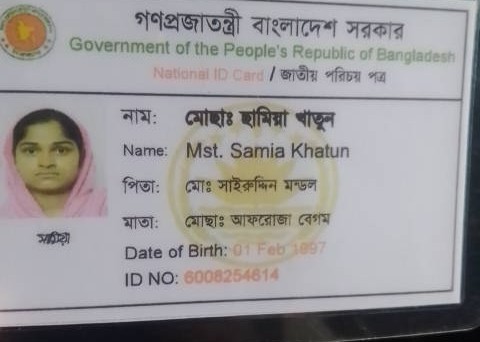 গণপ্রজাতন্ত্রী বাংলাদেশ সরকার
Government of the People's Republic of Bangladesh
National ID Card / জাতীয় পরিচয় পত্র
নাম: মোছাঃ ছামিয়া খাতুন
Name: Mst. Samia Khatun
পিতা: মোঃ সাইরুদ্দিন মন্ডল
মাতা: মোছাঃ আফরোজা বেগম
Date of Birth: 01 Feb 1997
ID NO: 6008254614